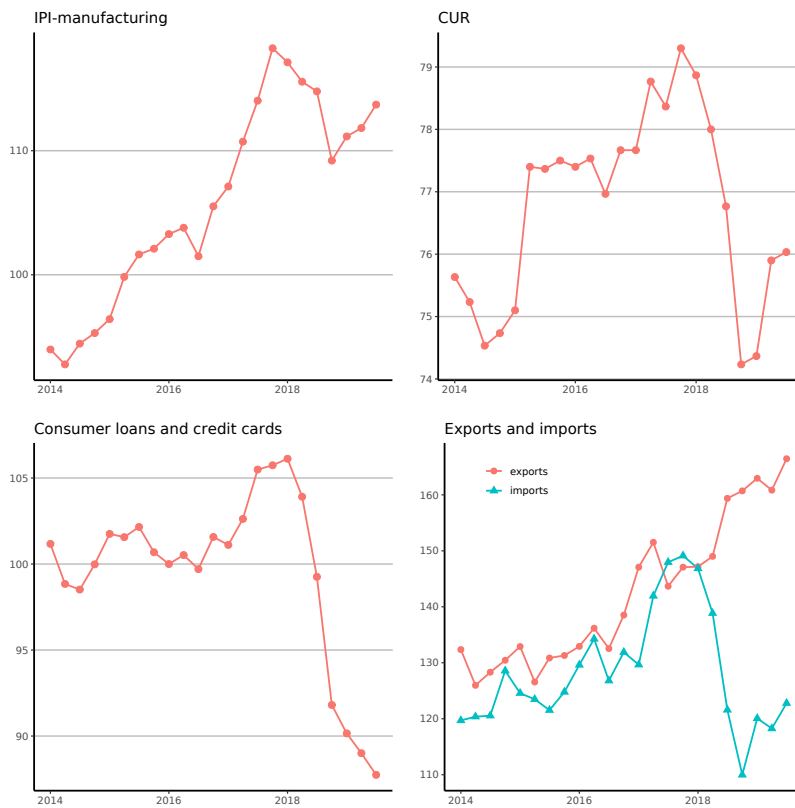 IPI-manufacturing
110
100
2014 2016 2018
CUR
79
78
77
76
75
74
2014 2016 2018
Consumer loans and credit cards
105
100
95
90
2014 2016 2018
Exports and imports
exports
imports
160
150
140
130
120
110
2014 2016 2018